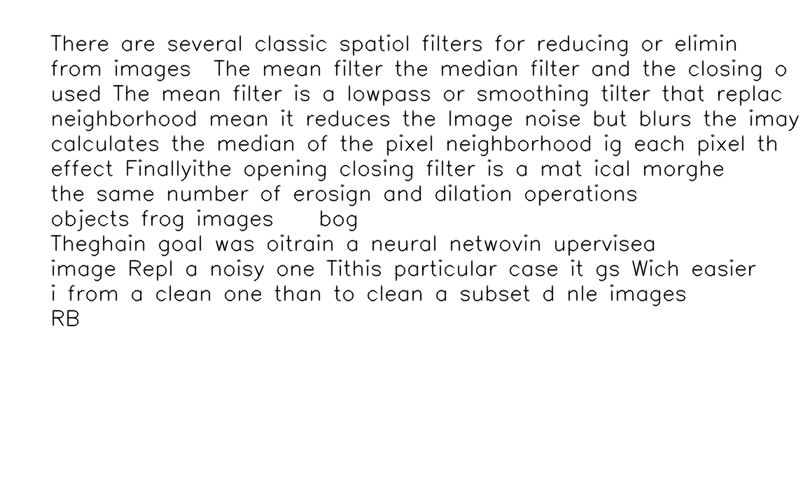 There are several classic spatiol filters for reducing or elimin
from images The mean filter the median filter and the closing o
used The mean filter is a lowpass or smoothing tilter that replac
neighborhood mean it reduces the Image noise but blurs the imay
calculates the median of the pixel neighborhood ig each pixel th
effect Finallyithe opening closing filter is a mat ical morghe
the same number of erosign and dilation operations
objects frog images bog
Theghain goal was oitrain a neural netwovin upervisea
image Repl a noisy one Tithis particular case it gs Wich easier
i from a clean one than to clean a subset d nle images
RB